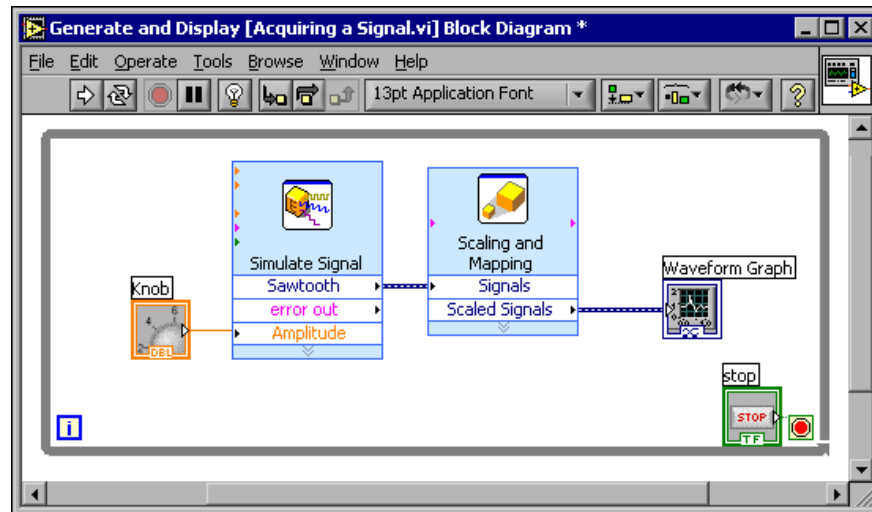 Generate and Display [Acquiring a Signal.vi] Block Diagram *
File Edit Operate Tools Browse Window Help
13pt Application Font
Simulate Signal
Sawtooth
error out
Amplitude
Scaling and
Mapping
Signals
Scaled Signals
Knob
DBL
Waveform Graph
stop
STOP
TF
i